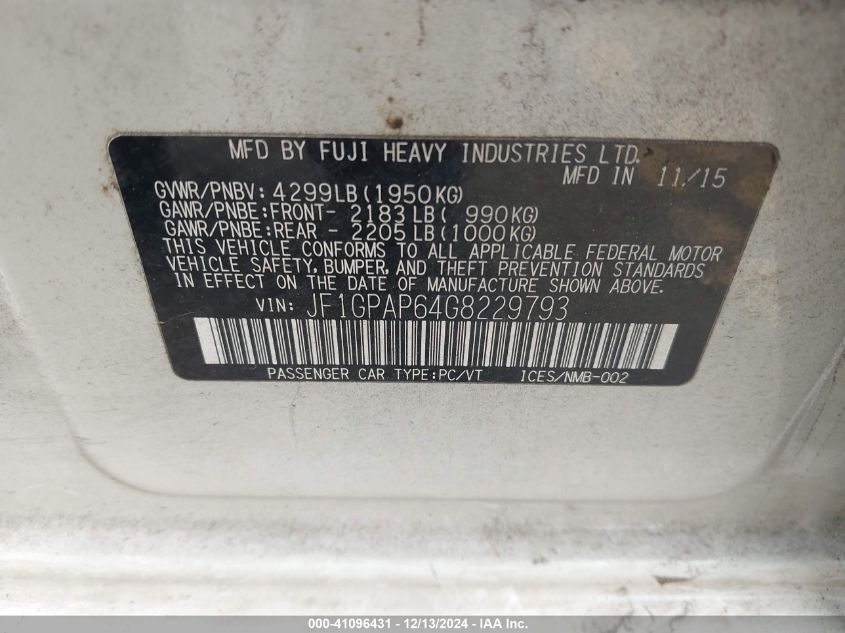 MFD BY FUJI HEAVY INDUSTRIES LTD.
MFD IN 11/15
GVWR/PNBV: 4299LB(1950KG)
GAWR/PNBE:FRONT- 2183LB( 990KG)
GAWR/PNBE:REAR - 2205LB(1000KG)
THIS VEHICLE CONFORMS TO ALL APPLICABLE FEDERAL MOTOR
VEHICLE SAFETY, BUMPER, AND THEFT PREVENTION STANDARDS
IN EFFECT ON THE DATE OF MANUFACTURE SHOWN ABOVE.
VIN: JF1GPAP64G8229793
PASSENGER CAR TYPE:PC/VT ICES/NMB-002
000-41096431 - 12/13/2024 - IAA Inc.